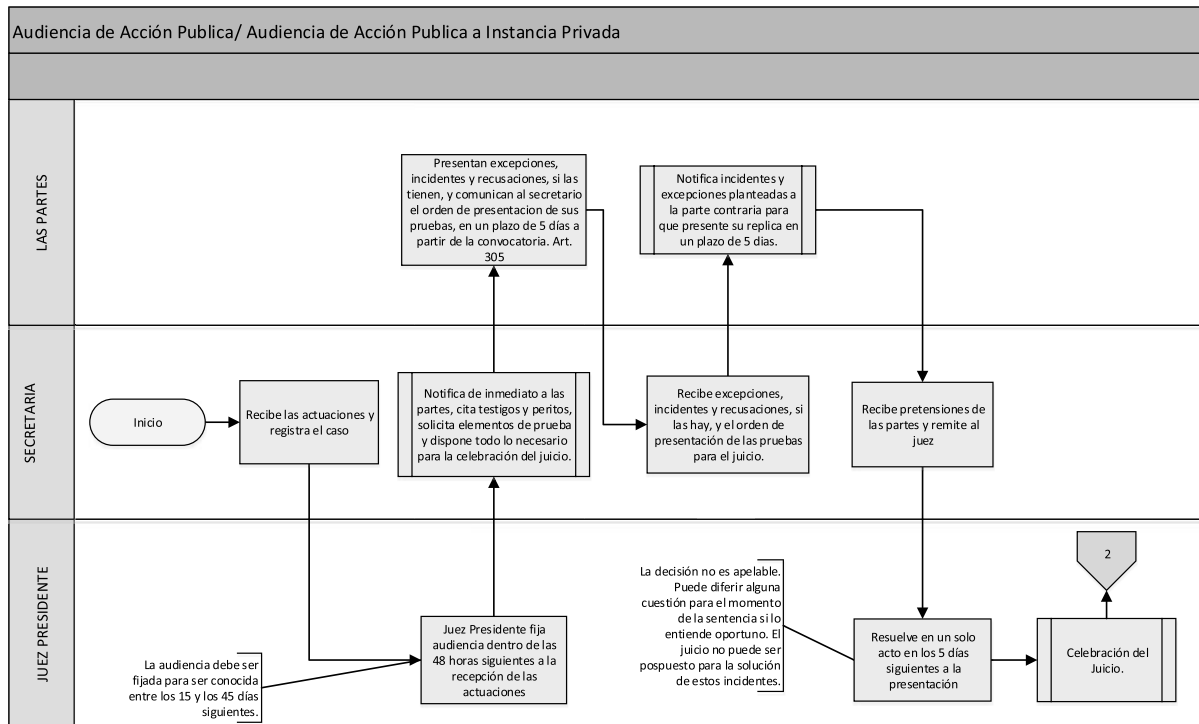 Audiencia de Acción Publica/ Audiencia de Acción Publica a Instancia Privada
LAS PARTES
Presentan excepciones,
incidentes y recusaciones, si las
tienen, y comunican al secretario
el orden de presentacion de sus
pruebas, en un plazo de 5 días a
partir de la convocatoria. Art.
305
Notifica incidentes y
excepciones planteadas a
la parte contraria para
que presente su replica en
un plazo de 5 dias.
SECRETARIA
Inicio
Recibe las actuaciones y
registra el caso
Notifica de inmediato a las
partes, cita testigos y peritos,
solicita elementos de prueba
y dispone todo lo necesario
para la celebración del juicio.
Recibe excepciones,
incidentes y recusaciones, si
las hay, y el orden de
presentación de las pruebas
para el juicio.
Recibe pretensiones de
las partes y remite al
juez
JUEZ PRESIDENTE
La audiencia debe ser
fijada para ser conocida
entre los 15 y los 45 días
siguientes.
Juez Presidente fija
audiencia dentro de las
48 horas siguientes a la
recepción de las
actuaciones
La decisión no es apelable.
Puede diferir alguna
cuestión para el momento
de la sentencia si lo
entiende oportuno. El
juicio no puede ser
pospuesto para la solución
de estos incidentes.
Resuelve en un solo
acto en los 5 días
siguientes a la
presentación
Celebración del
Juicio.
2